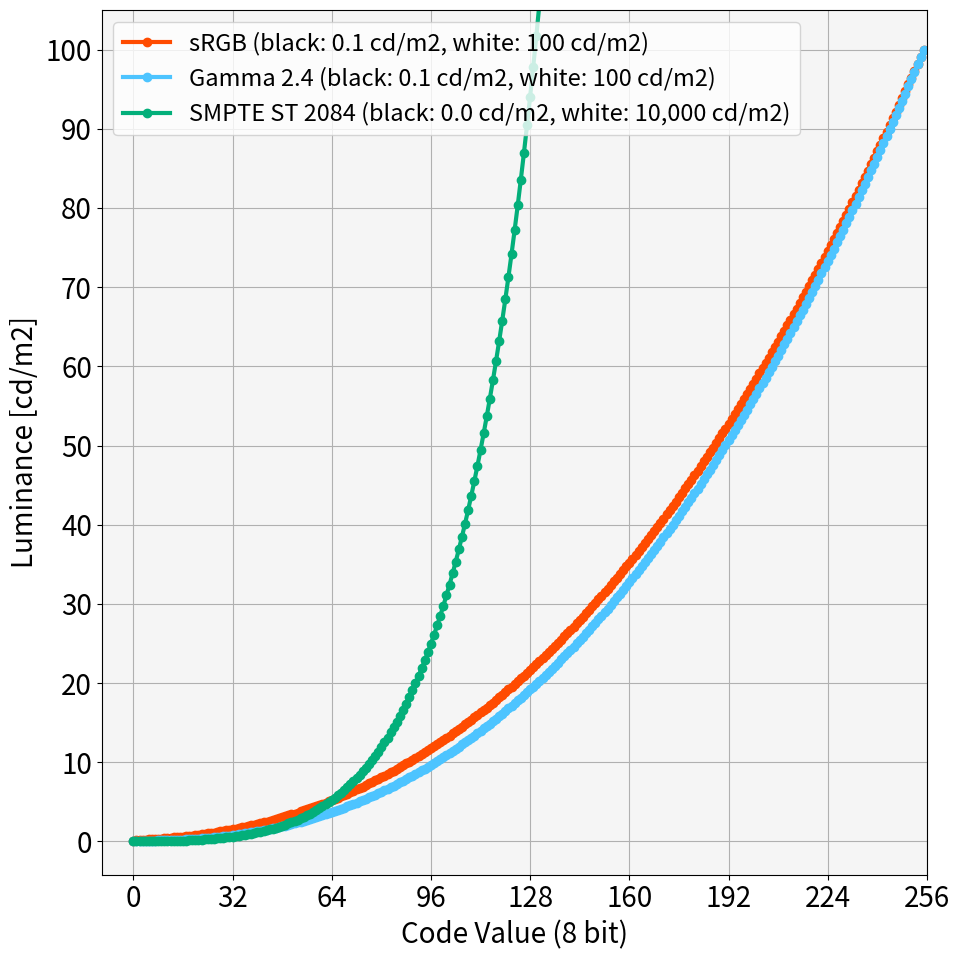 sRGB (black: 0.1 cd/m2, white: 100 cd/m2)
Gamma 2.4 (black: 0.1 cd/m2, white: 100 cd/m2)
SMPTE ST 2084 (black: 0.0 cd/m2, white: 10,000 cd/m2)
100
90
80
70
60
50
40
30
20
10
0
Luminance [cd/m2]
0 32 64 96 128 160 192 224 256
Code Value (8 bit)